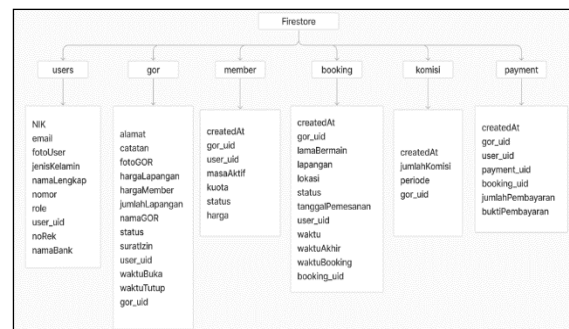 Firestore
users
gor
member
booking
komisi
payment
NIK
email
fotoUser
jenisKelamin
namaLengkap
nomor
role
user_uid
noRek
namaBank
alamat
catatan
fotoGOR
hargaLapangan
hargaMember
jumlahLapangan
namaGOR
status
suratIzin
user_uid
waktuBuka
waktuTutup
gor_uid
createdAt
gor_uid
user_uid
masaAktif
kuota
status
harga
createdAt
gor_uid
lamaBermain
lapangan
lokasi
status
tanggalPemesanan
user_uid
waktu
waktuAkhir
waktuBooking
booking_uid
createdAt
jumlahKomisi
periode
gor_uid
createdAt
gor_uid
user_uid
payment_uid
booking_uid
jumlahPembayaran
buktiPembayaran